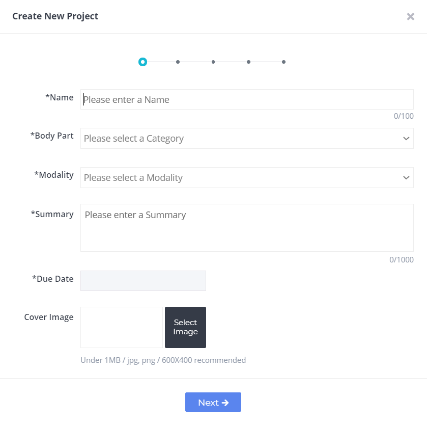 Create New Project
*Name
Please enter a Name
0/100
*Body Part
Please select a Category
*Modality
Please select a Modality
*Summary
Please enter a Summary
0/1000
*Due Date
Cover Image
Select
Image
Under 1MB / jpg, png / 600X400 recommended
Next